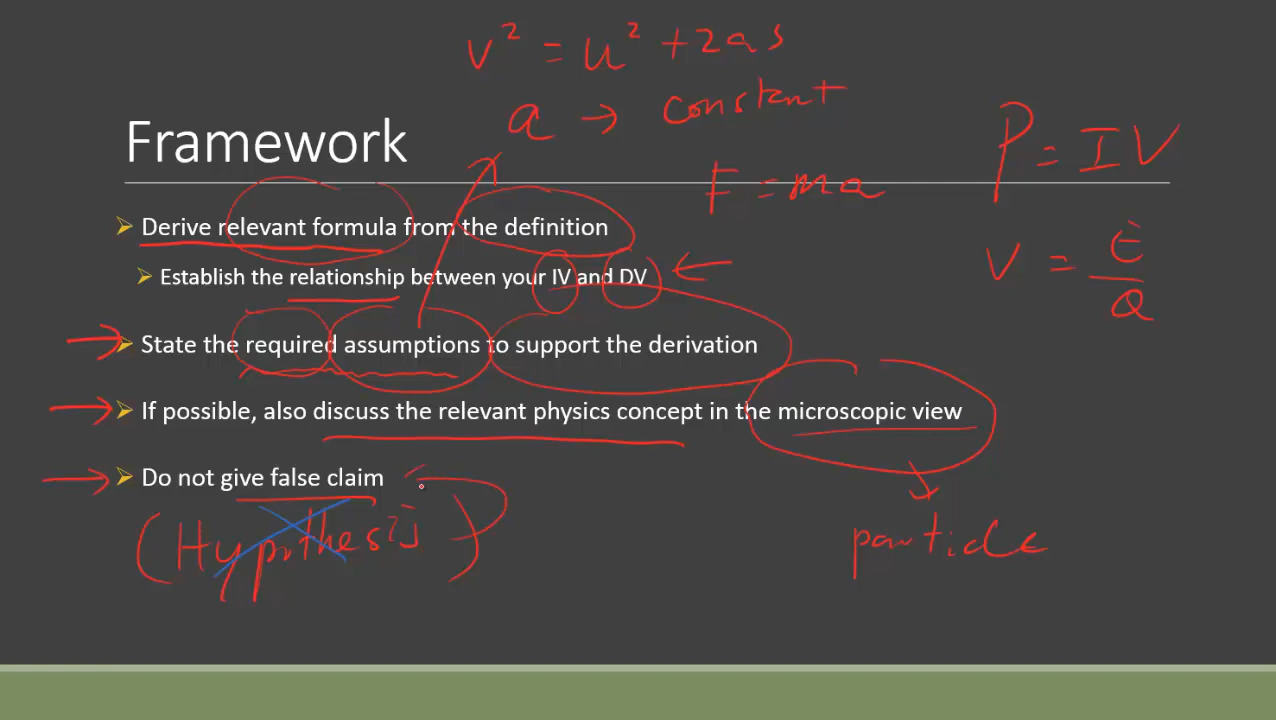 v² = u² + 2as
a → constant
P = IV
Framework
F = ma
➢ Derive relevant formula from the definition
V = E/Q
➢ Establish the relationship between your IV and DV
➢ State the required assumptions to support the derivation
➢ If possible, also discuss the relevant physics concept in the microscopic view
➢ Do not give false claim
(Hypothesis)
particle